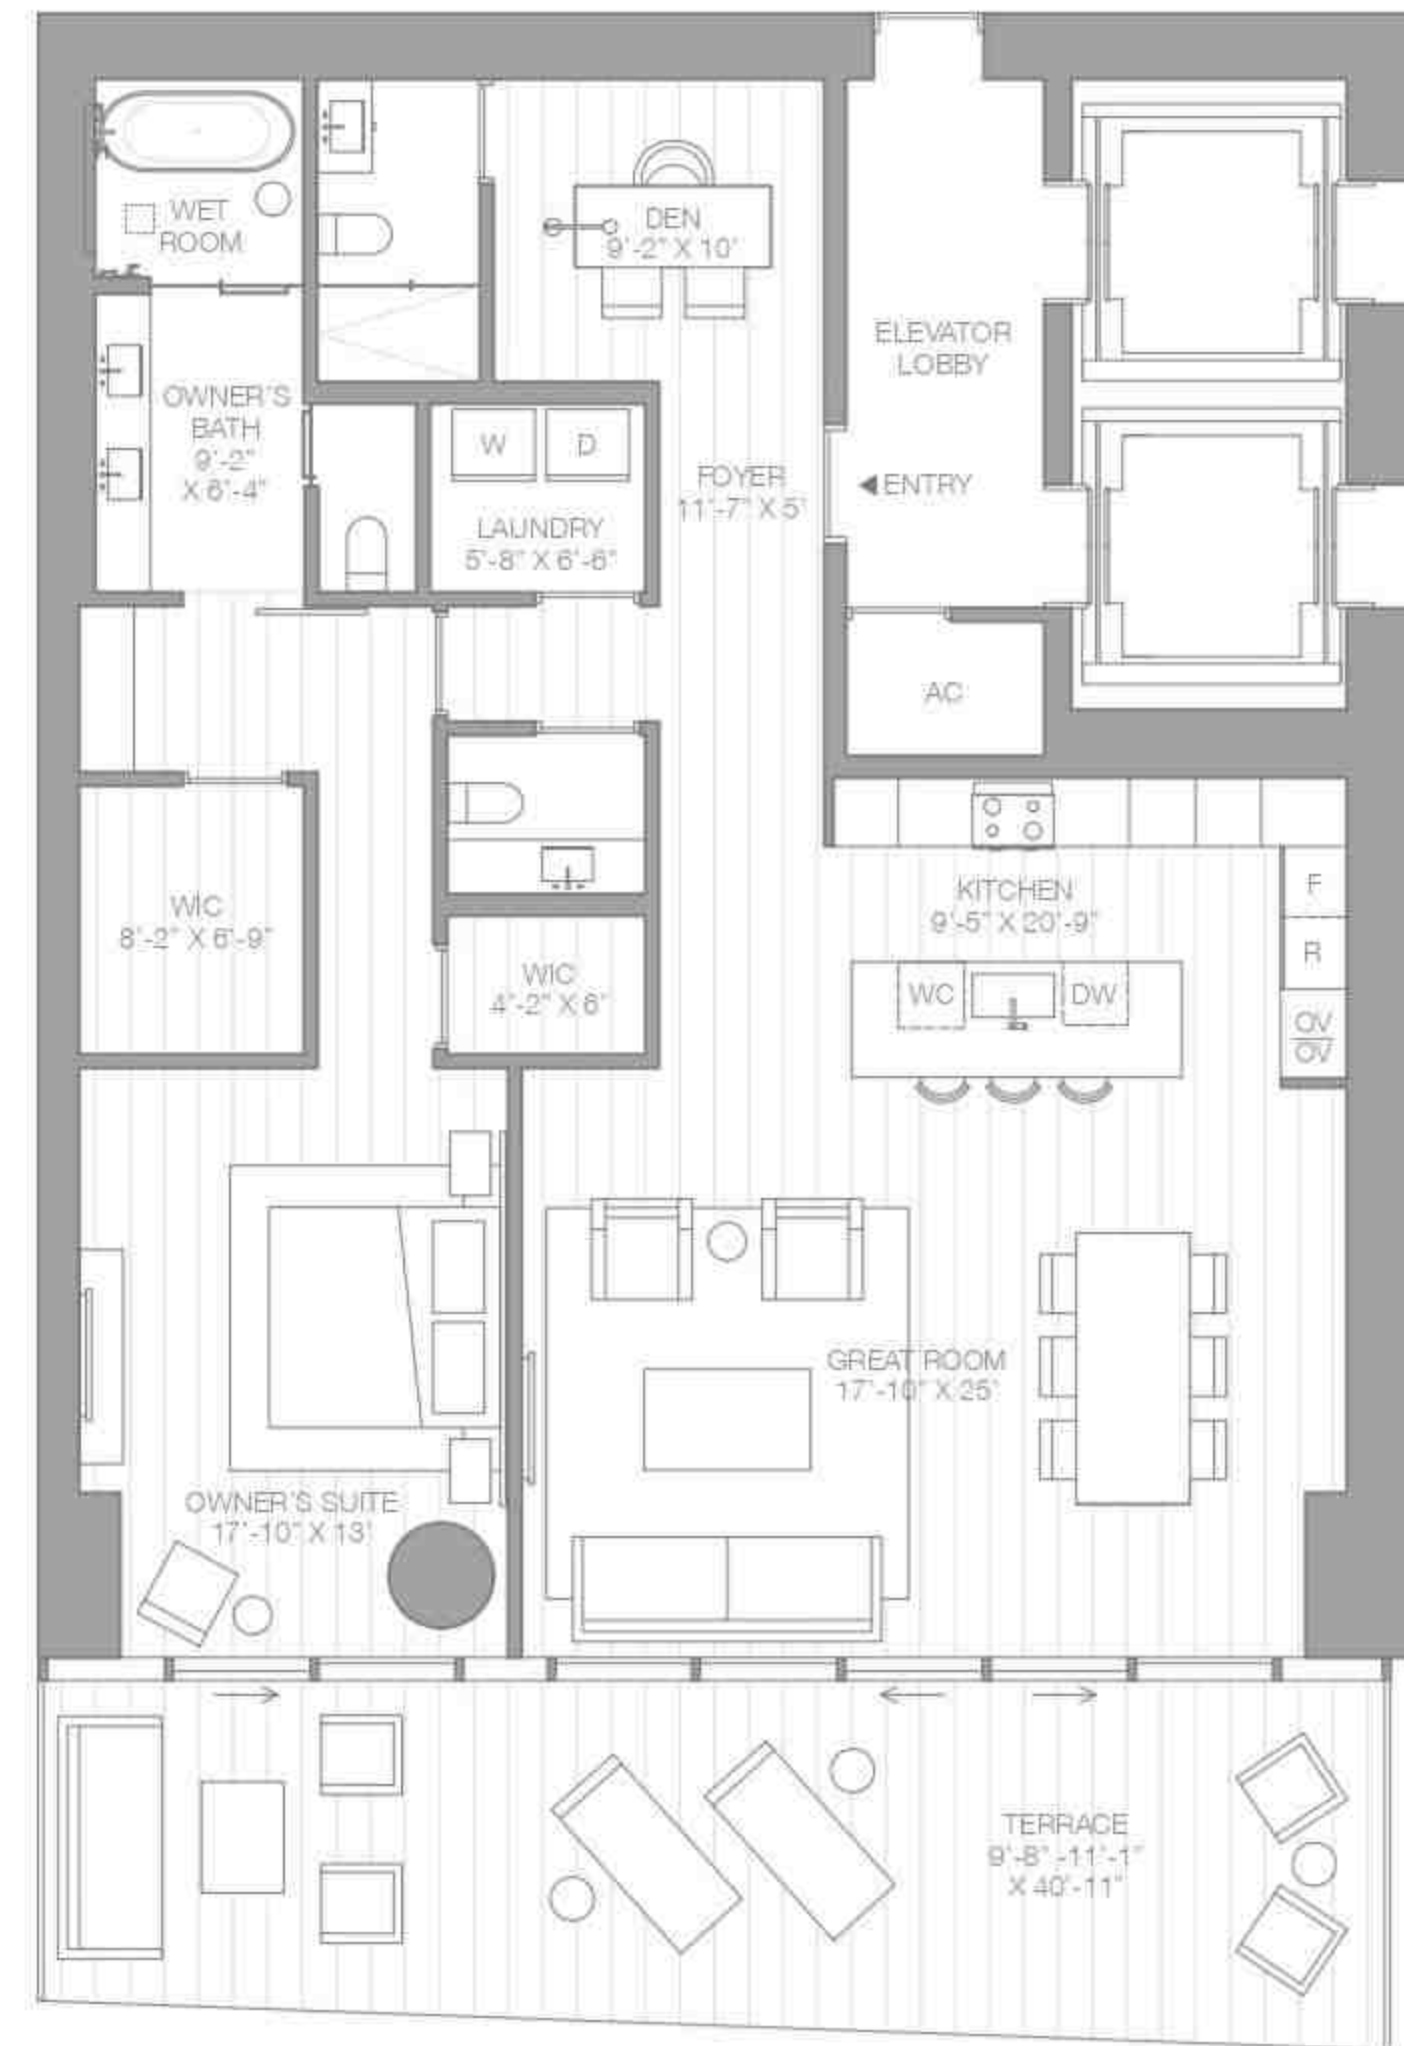 WET
ROOM
DEN
9'-2" X 10'
ELEVATOR
LOBBY
OWNER'S
BATH
9'-2"
X 6'-4"
W
D
FOYER
11'-7" X 5'
ENTRY
LAUNDRY
5'-8" X 6'-6"
AC
KITCHEN
9'-5" X 20'-9"
F
R
OV
OV
WIC
8'-2" X 6'-9"
WIC
4'-2" X 6'
WC
DW
GREAT ROOM
17'-10" X 25'
OWNER'S SUITE
17'-10" X 13'
TERRACE
9'-8" -11'-1"
X 40'-11"